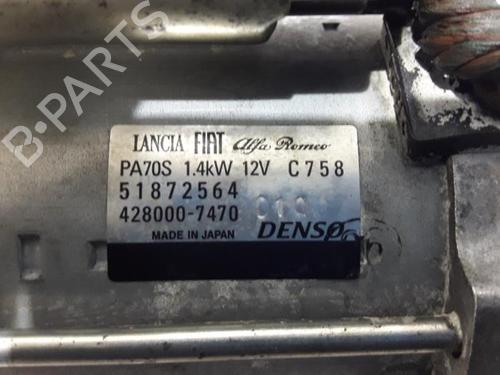 LANCIA FIAT Alfa Romeo
PA70S 1.4kW 12V C758
51872564
428000-7470
MADE IN JAPAN DENSO
B-PARTS